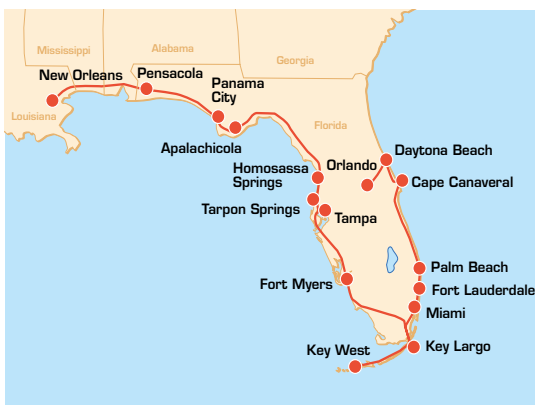 Mississippi
Alabama
Georgia
New Orleans
Pensacola
Panama
City
Louisiana
Apalachicola
Florida
Daytona Beach
Homosassa
Springs
Orlando
Cape Canaveral
Tarpon Springs
Tampa
Palm Beach
Fort Myers
Fort Lauderdale
Miami
Key West
Key Largo